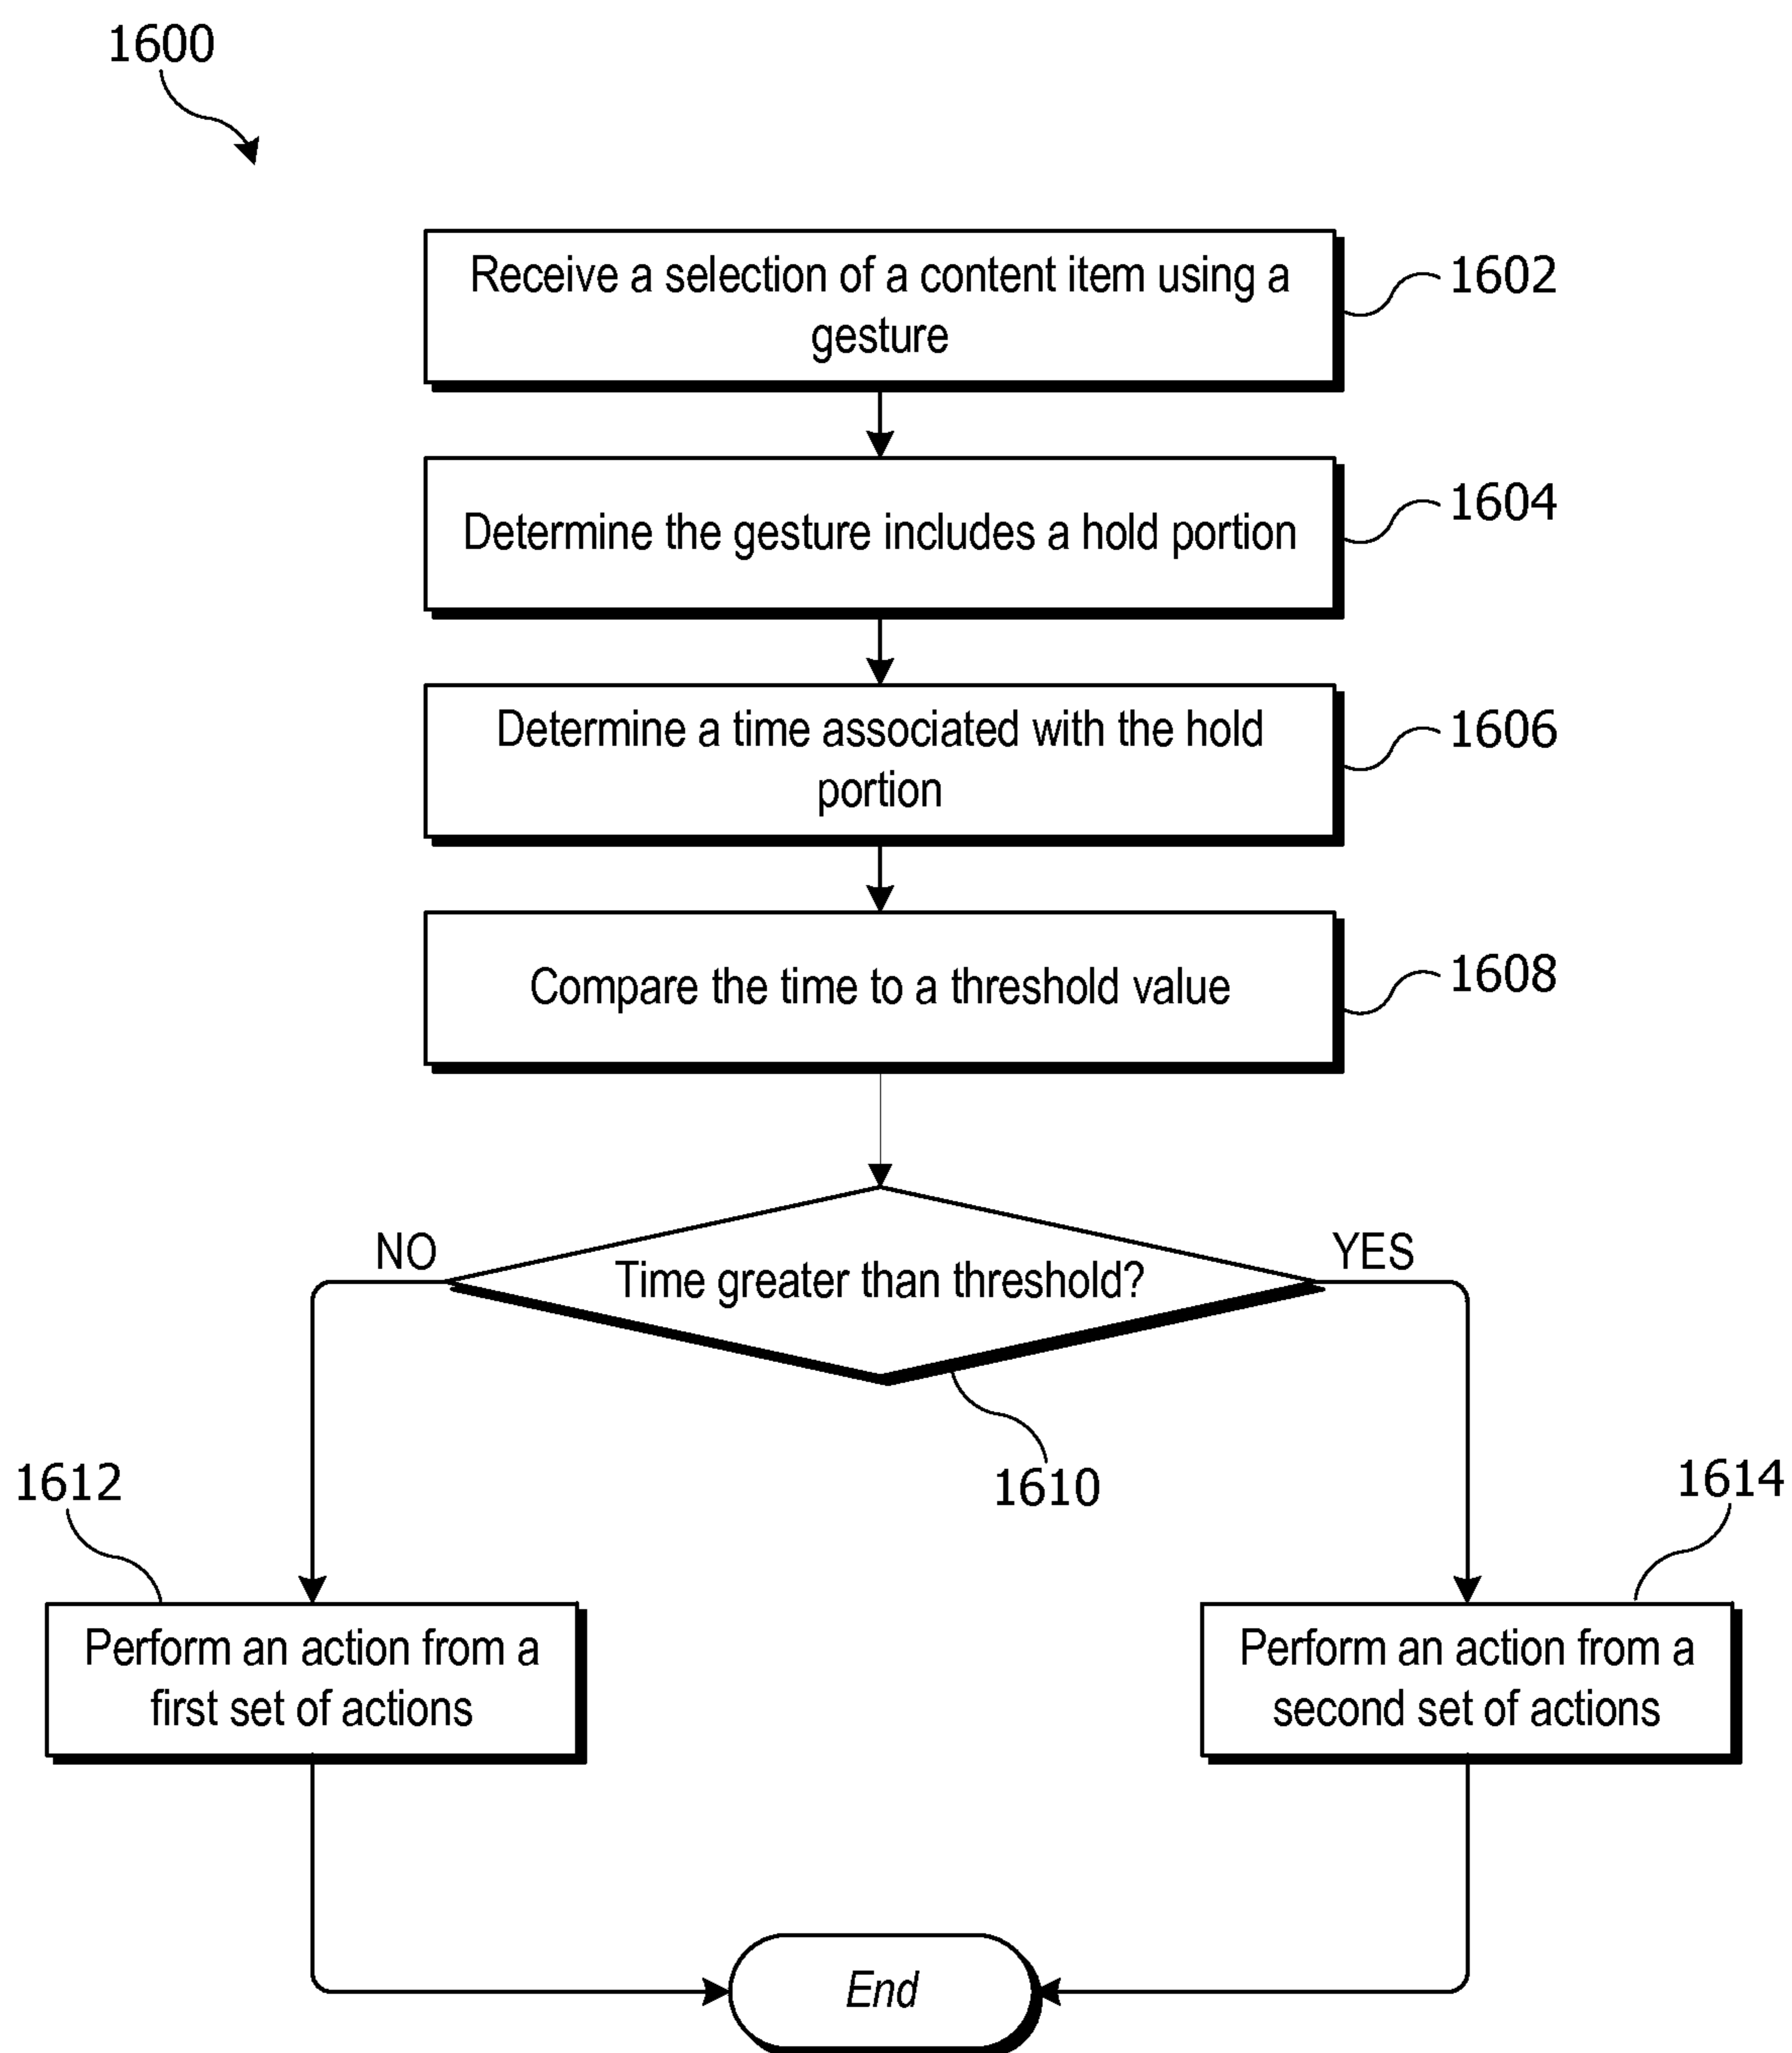 1600
Receive a selection of a content item using a
gesture
1602
Determine the gesture includes a hold portion
1604
Determine a time associated with the hold
portion
1606
Compare the time to a threshold value
1608
NO
Time greater than threshold?
YES
1610
1612
Perform an action from a
first set of actions
1614
Perform an action from a
second set of actions
End